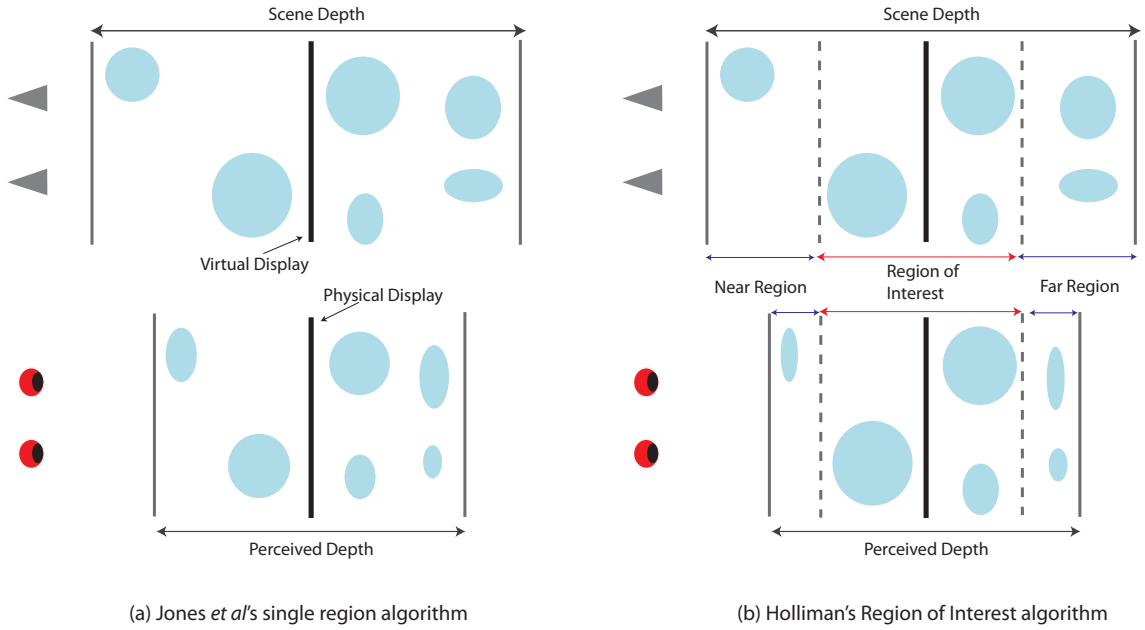 Scene Depth
Scene Depth
Virtual Display
Physical Display
Near Region
Region of
Interest
Far Region
Perceived Depth
Perceived Depth
(a) Jones et al's single region algorithm
(b) Holliman's Region of Interest algorithm